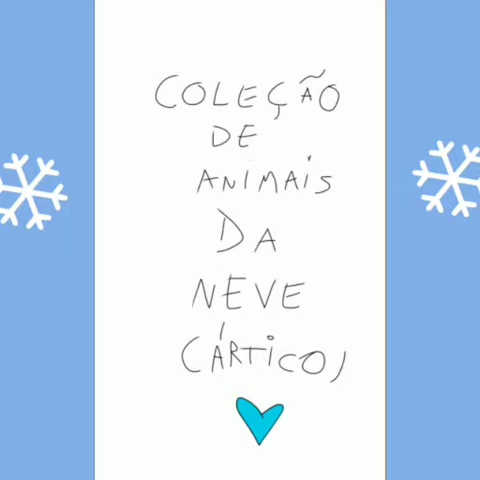 COLEÇÃO
DE
ANIMAiS
DA
NEVE
(ÁRTiCO)